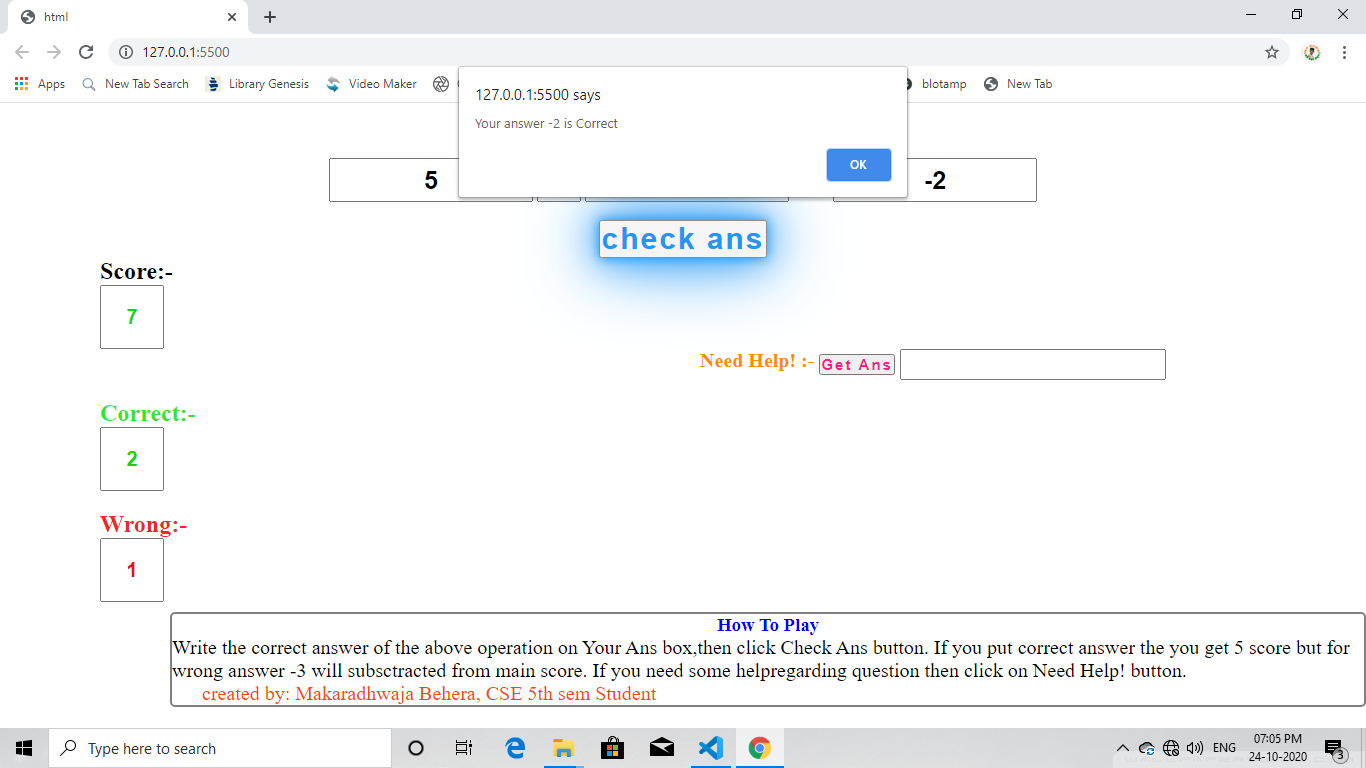 html
127.0.0.1:5500
Apps New Tab Search Library Genesis Video Maker blotamp New Tab
127.0.0.1:5500 says
Your answer -2 is Correct
OK
5 -2
check ans
Score:-
7
Need Help! :- Get Ans
Correct:-
2
Wrong:-
1
How To Play
Write the correct answer of the above operation on Your Ans box,then click Check Ans button. If you put correct answer the you get 5 score but for
wrong answer -3 will subsctracted from main score. If you need some helpregarding question then click on Need Help! button.
created by: Makaradhwaja Behera, CSE 5th sem Student
Type here to search
ENG
07:05 PM
24-10-2020
3